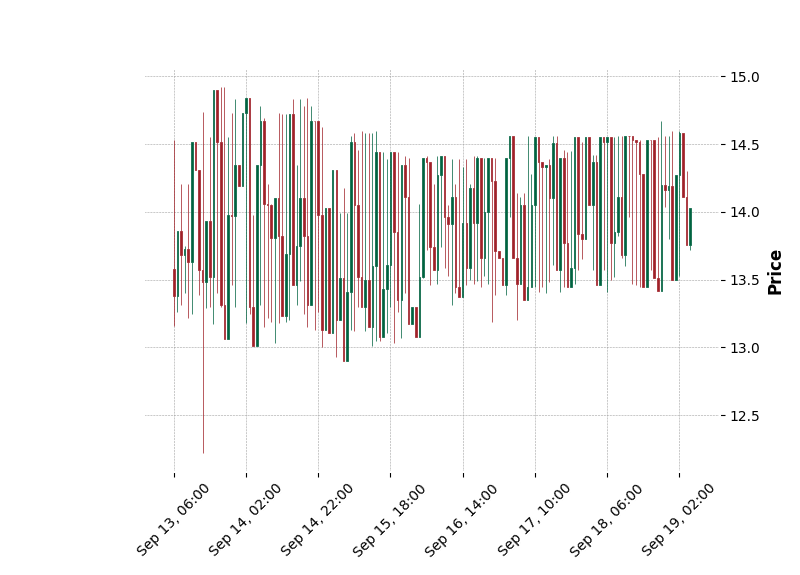 15.0
14.5
14.0
13.5
13.0
12.5
Price
Sep 13, 06:00
Sep 14, 02:00
Sep 14, 22:00
Sep 15, 18:00
Sep 16, 14:00
Sep 17, 10:00
Sep 18, 06:00
Sep 19, 02:00